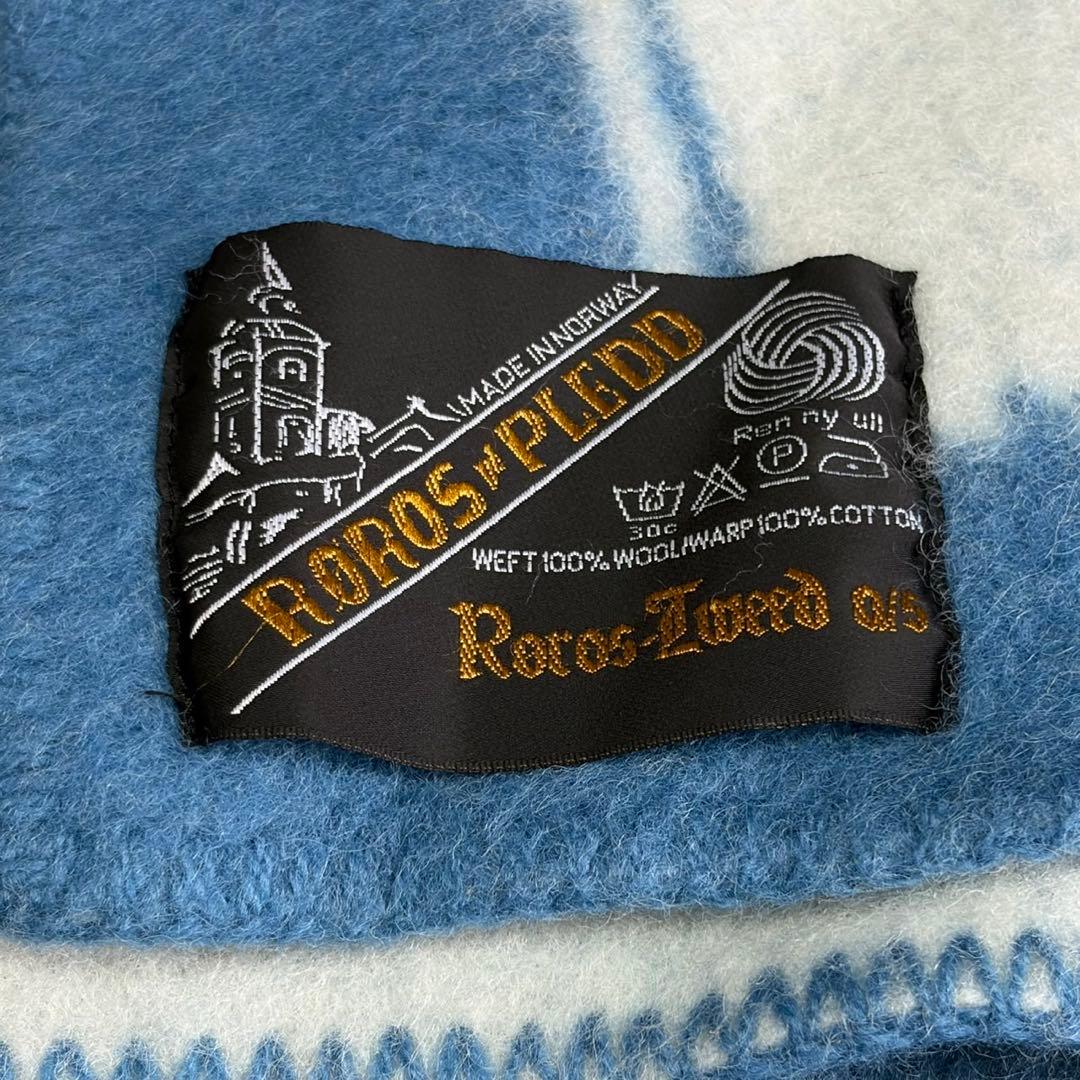 MADE IN NORWAY
RØROS PLEDD
Ren ny ull
P
30C
WEFT 100% WOOL/WARP 100% COTTON
Røros-Tweed A/S